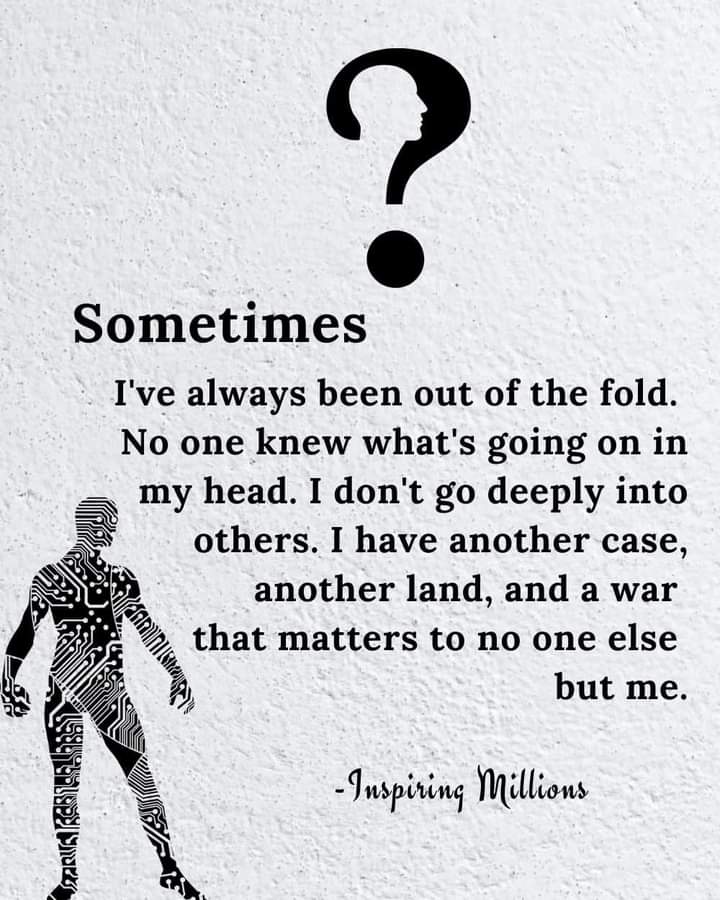 Sometimes
I've always been out of the fold.
No one knew what's going on in
my head. I don't go deeply into
others. I have another case,
another land, and a war
that matters to no one else
but me.
-Inspiring Millions